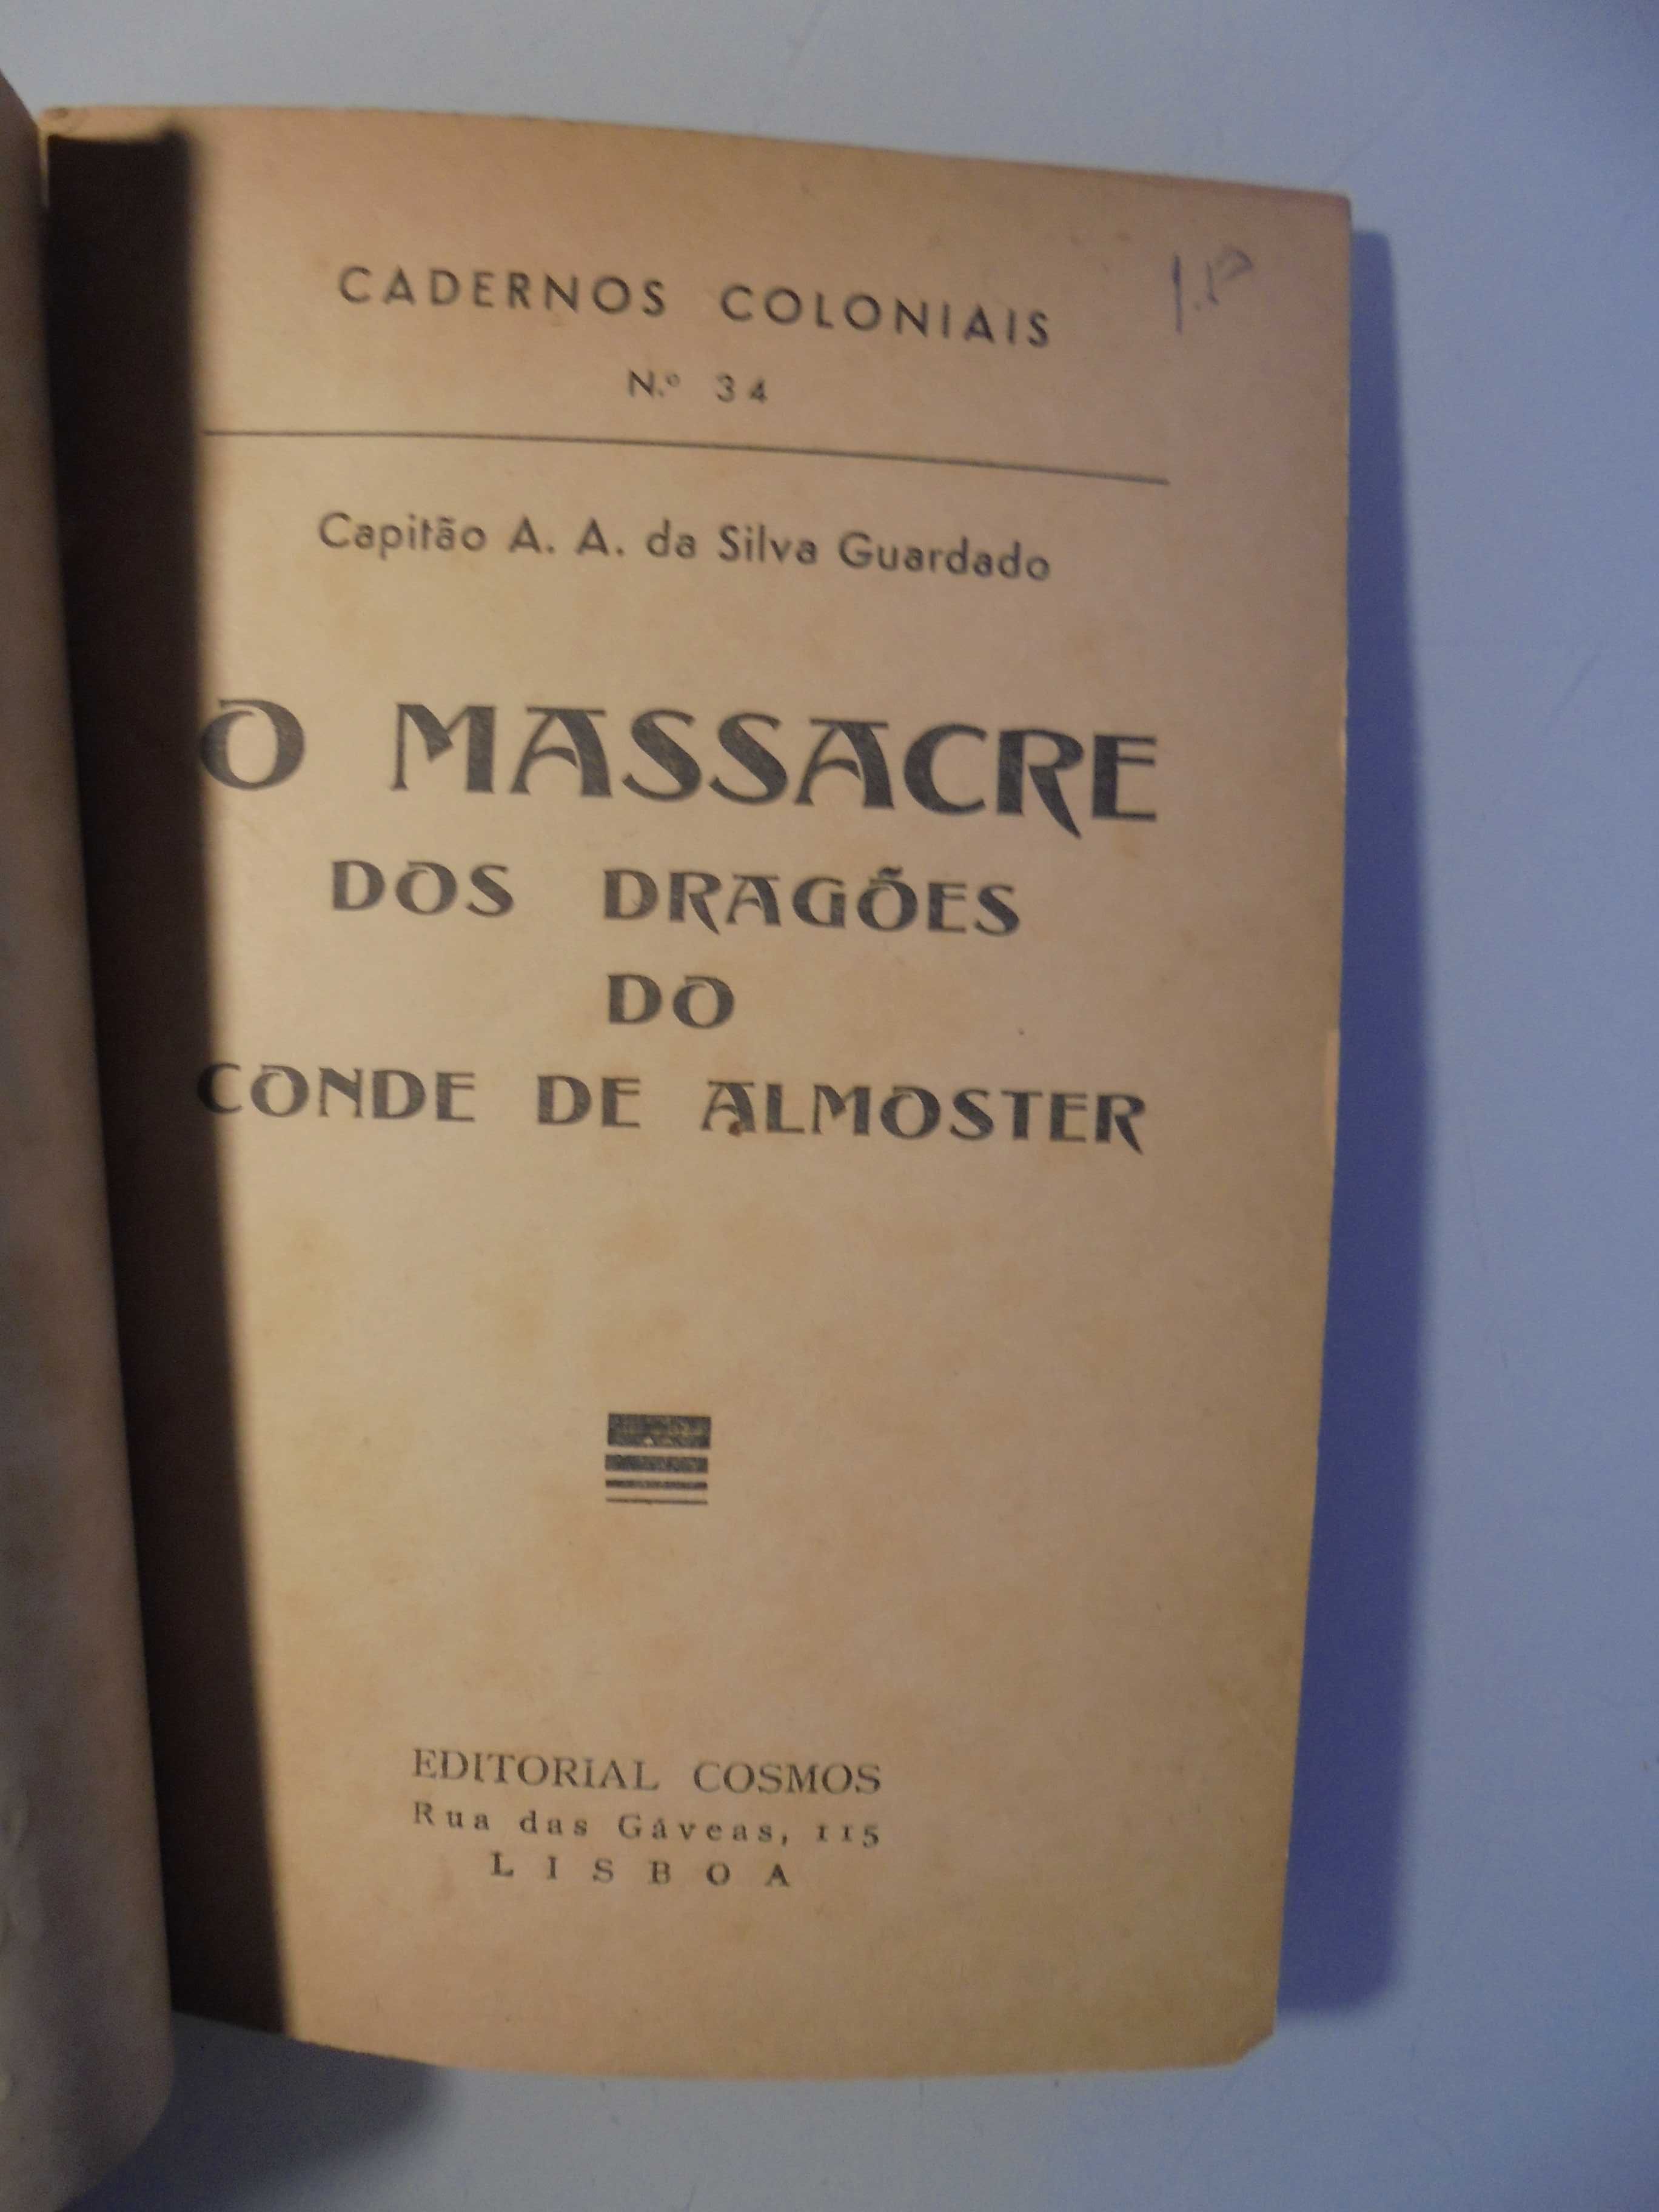 CADERNOS COLONIAIS
N.º 34
Capitão A. A. da Silva Guardado
O MASSACRE
DOS DRAGÕES
DO
CONDE DE ALMOSTER
EDITORIAL COSMOS
Rua das Gáveas, 115
LISBOA